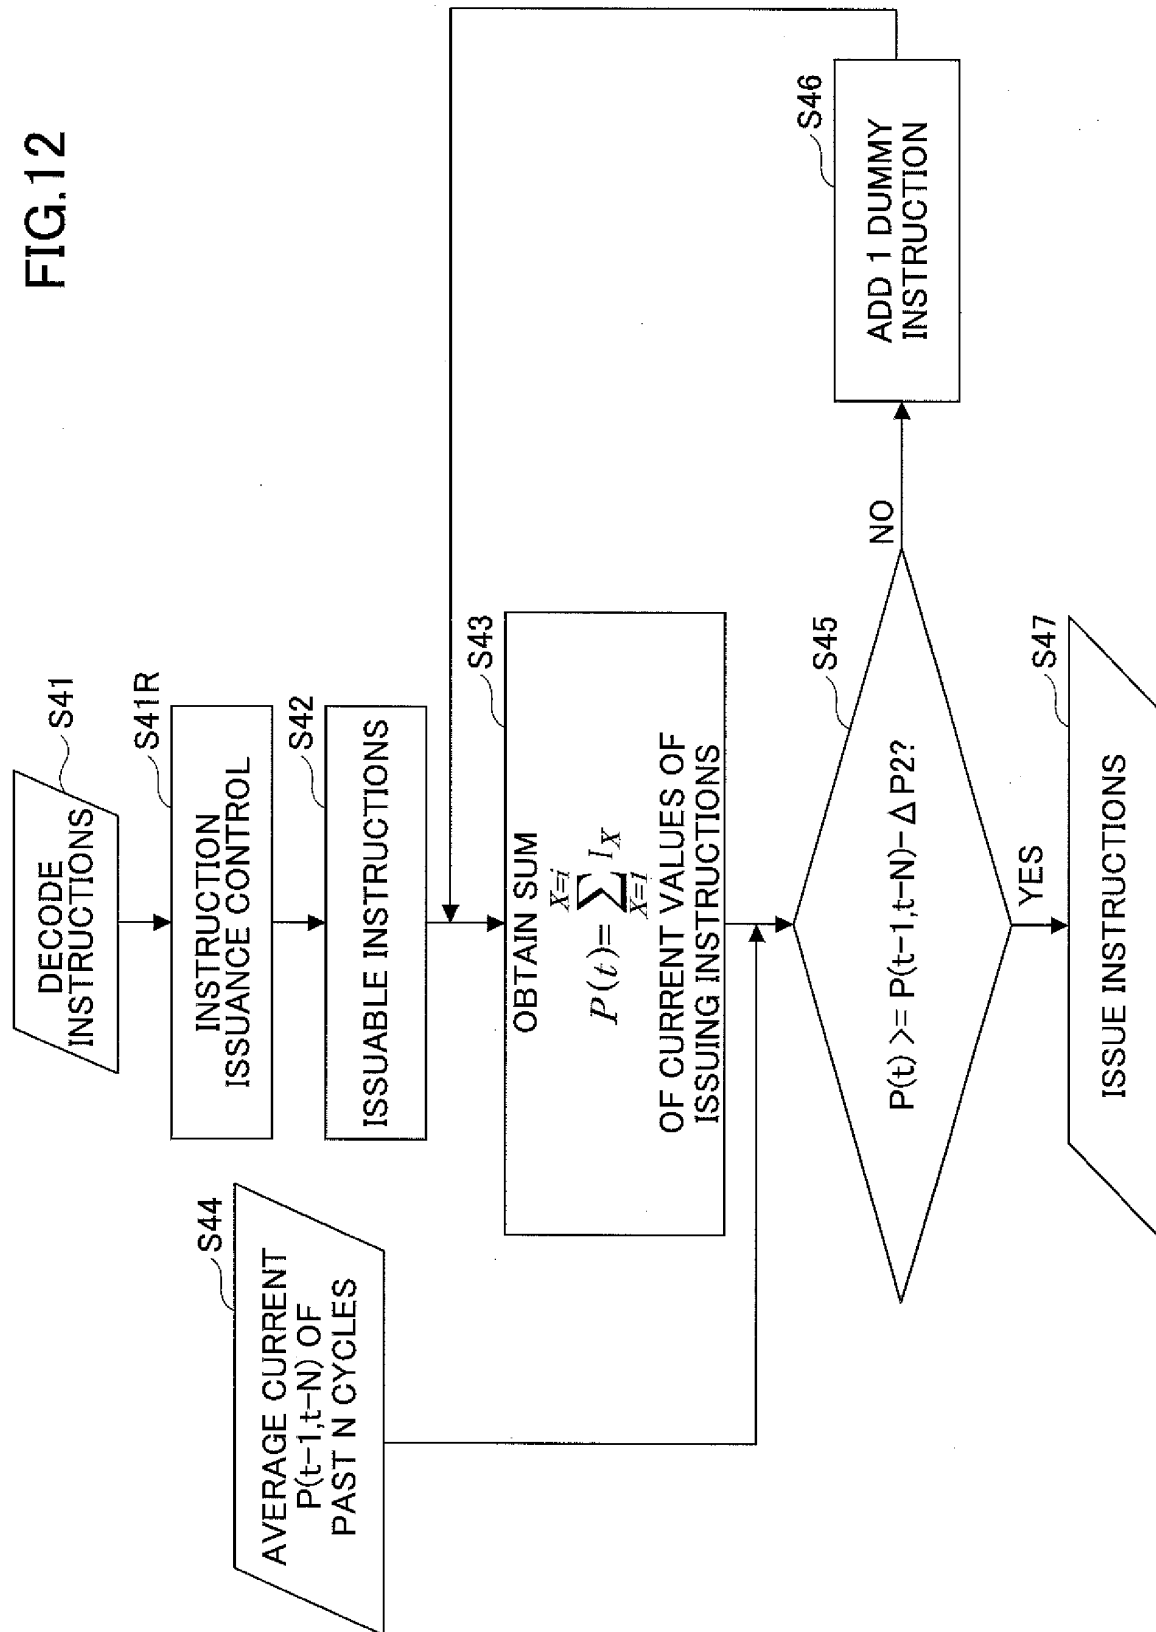 FIG.12
DECODE
INSTRUCTIONS
S41
INSTRUCTION
ISSUANCE CONTROL
S41R
ISSUABLE INSTRUCTIONS
S42
OBTAIN SUM
P(t)=∑ I_X
X=i
X=1
OF CURRENT VALUES OF
ISSUING INSTRUCTIONS
S43
AVERAGE CURRENT
P(t-1,t-N) OF
PAST N CYCLES
S44
P(t) >= P(t-1,t-N)-ΔP2?
S45
NO
ADD 1 DUMMY
INSTRUCTION
S46
YES
ISSUE INSTRUCTIONS
S47